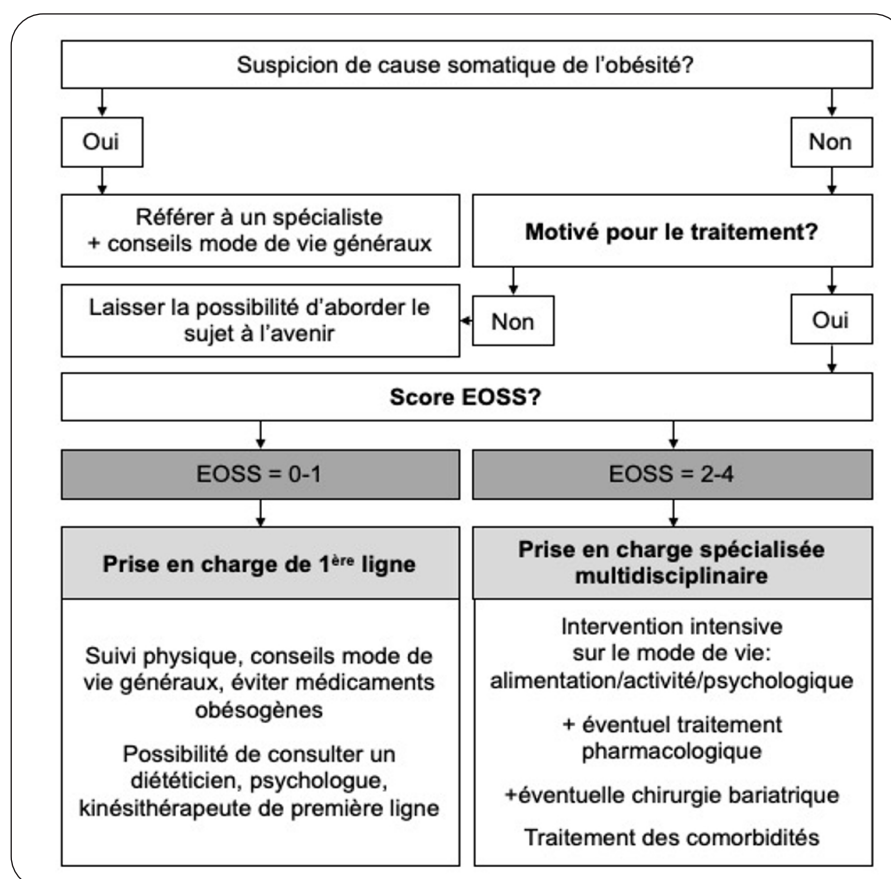 Suspicion de cause somatique de l'obésité?
Oui
Non
Référer à un spécialiste
+ conseils mode de vie généraux
Motivé pour le traitement?
Laisser la possibilité d'aborder le
sujet à l'avenir
Non
Oui
Score EOSS?
EOSS = 0-1
EOSS = 2-4
Prise en charge de 1ère ligne
Suivi physique, conseils mode de
vie généraux, éviter médicaments
obésogènes
Possibilité de consulter un
diététicien, psychologue,
kinésithérapeute de première ligne
Prise en charge spécialisée
multidisciplinaire
Intervention intensive
sur le mode de vie:
alimentation/activité/psychologique
+ éventuel traitement
pharmacologique
+éventuelle chirurgie bariatrique
Traitement des comorbidités